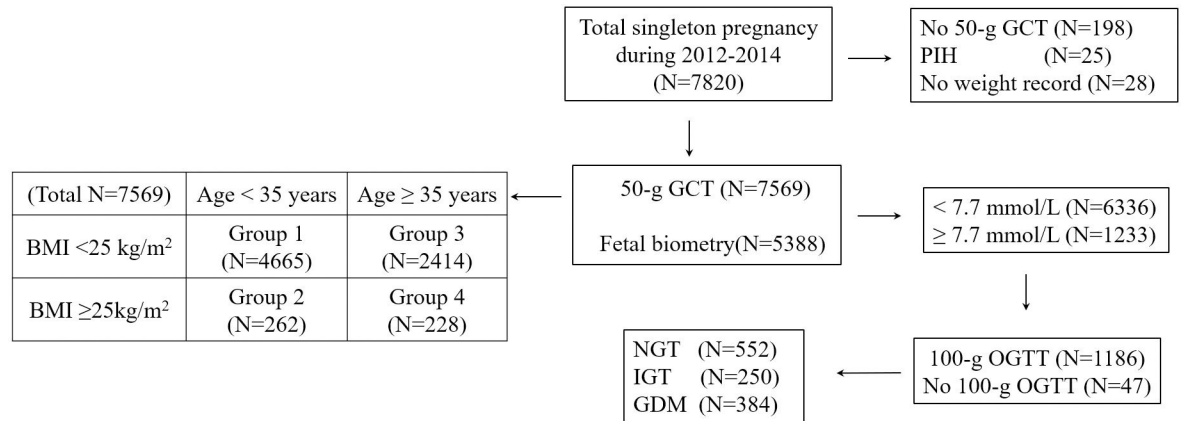 Total singleton pregnancy
during 2012-2014
(N=7820)
No 50-g GCT (N=198)
PIH (N=25)
No weight record (N=28)
50-g GCT (N=7569)
Fetal biometry(N=5388)
(Total N=7569) Age < 35 years Age ≥ 35 years
BMI <25 kg/m²
Group 1
(N=4665)
Group 3
(N=2414)
BMI ≥25kg/m²
Group 2
(N=262)
Group 4
(N=228)
< 7.7 mmol/L (N=6336)
≥ 7.7 mmol/L (N=1233)
100-g OGTT (N=1186)
No 100-g OGTT (N=47)
NGT (N=552)
IGT (N=250)
GDM (N=384)